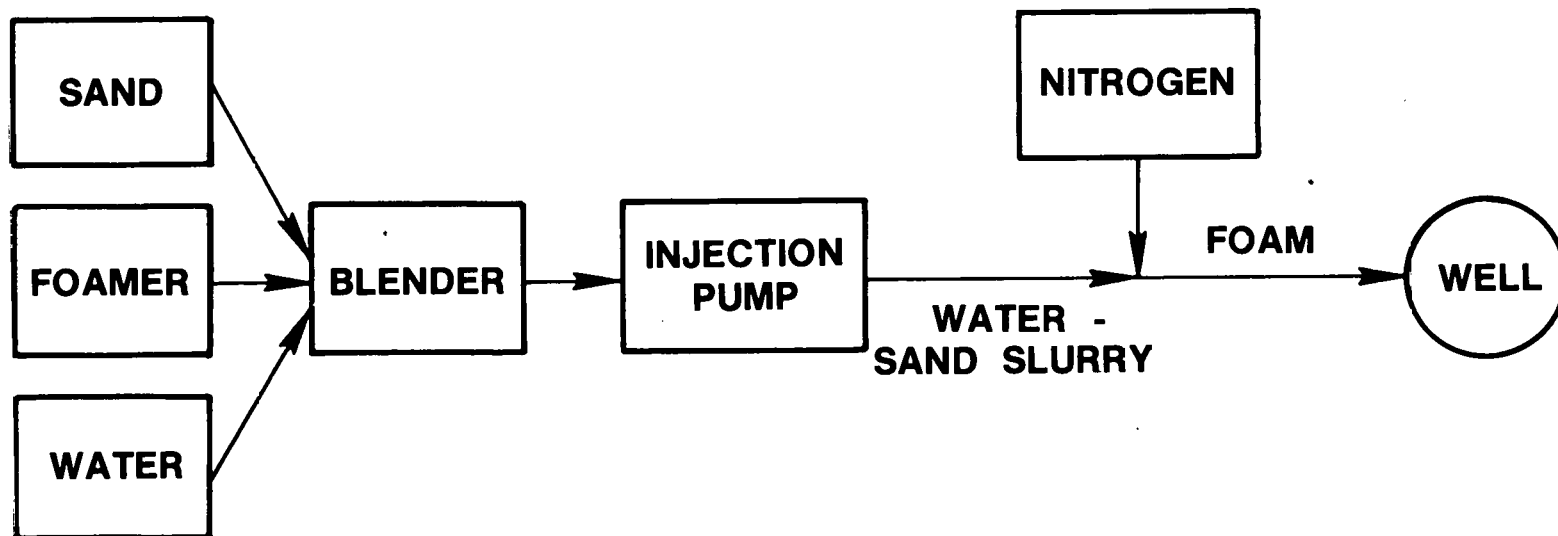 SAND
NITROGEN
FOAMER
BLENDER
INJECTION
PUMP
FOAM
WELL
WATER -
SAND SLURRY
WATER